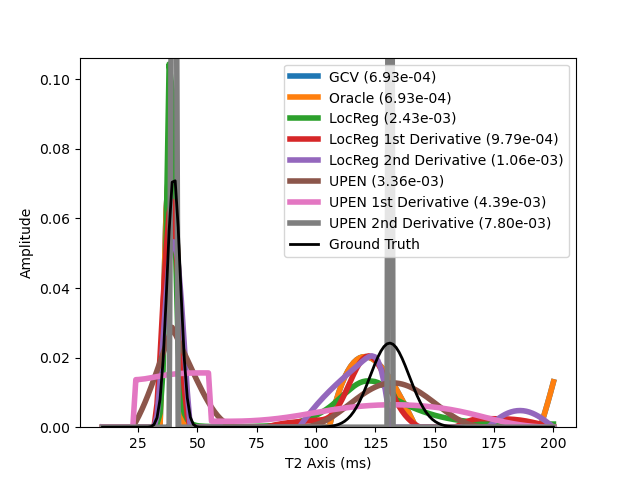 0.10
0.08
0.06
0.04
0.02
0.00
Amplitude
GCV (6.93e-04)
Oracle (6.93e-04)
LocReg (2.43e-03)
LocReg 1st Derivative (9.79e-04)
LocReg 2nd Derivative (1.06e-03)
UPEN (3.36e-03)
UPEN 1st Derivative (4.39e-03)
UPEN 2nd Derivative (7.80e-03)
Ground Truth
25 50 75 100 125 150 175 200
T2 Axis (ms)